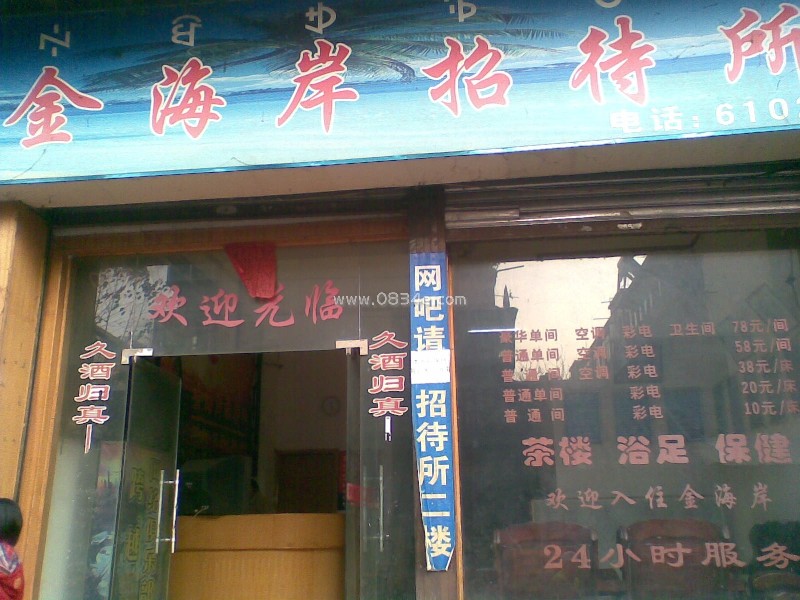 金海岸招待所
电话:610
欢迎光临
www.0834e.com
久酒归真
久酒归真
网吧请
招待所二楼
豪华单间 空调 彩电 卫生间 78元/间
普通单间 空调 彩电 58元/间
普通间 空调 彩电 38元/床
普通单间 彩电 20元/床
普通间 彩电 10元/床
茶楼 浴足 保健
欢迎入住金海岸
24小时服务